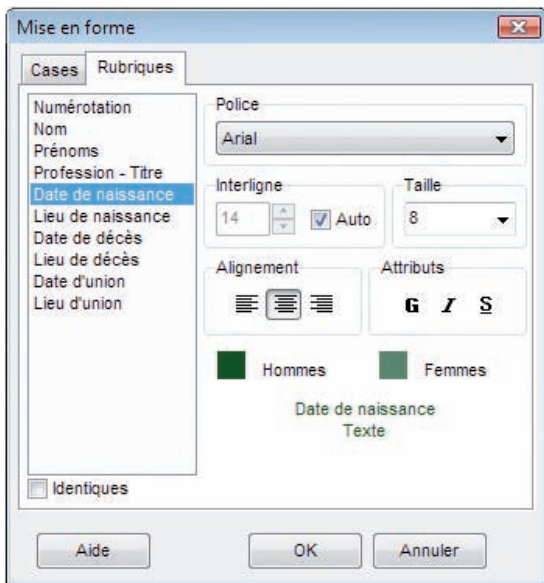 Mise en forme
Cases
Rubriques
Numérotation
Nom
Prénoms
Profession - Titre
Date de naissance
Lieu de naissance
Date de décès
Lieu de décès
Date d'union
Lieu d'union
Identiques
Police
Arial
Interligne
14
Auto
Taille
8
Alignement
Attributs
G I S
Hommes
Femmes
Date de naissance
Texte
Aide
OK
Annuler